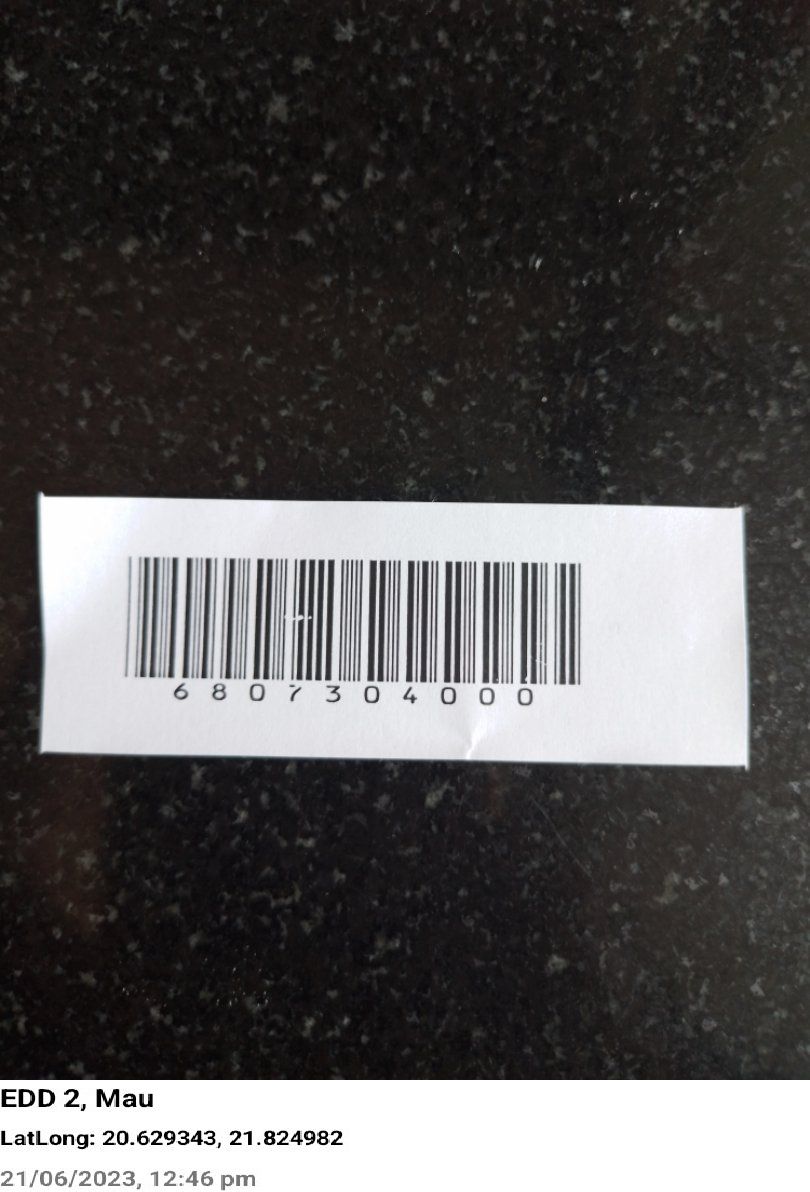 6807304000
EDD 2, Mau
LatLong: 20.629343, 21.824982
21/06/2023, 12:46 pm